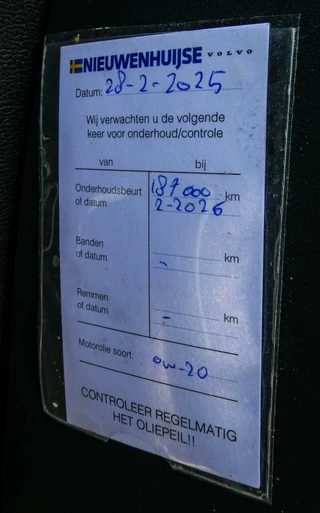 NIEUWENHUIJSE VOLVO
Datum: 28-2-2025
Wij verwachten u de volgende
keer voor onderhoud/controle
van bij
Onderhoudsbeurt 187000 km
of datum 2-2026
Banden - km
of datum
Remmen - km
of datum
Motorolie soort: 0W-20
CONTROLEER REGELMATIG
HET OLIEPEIL!!